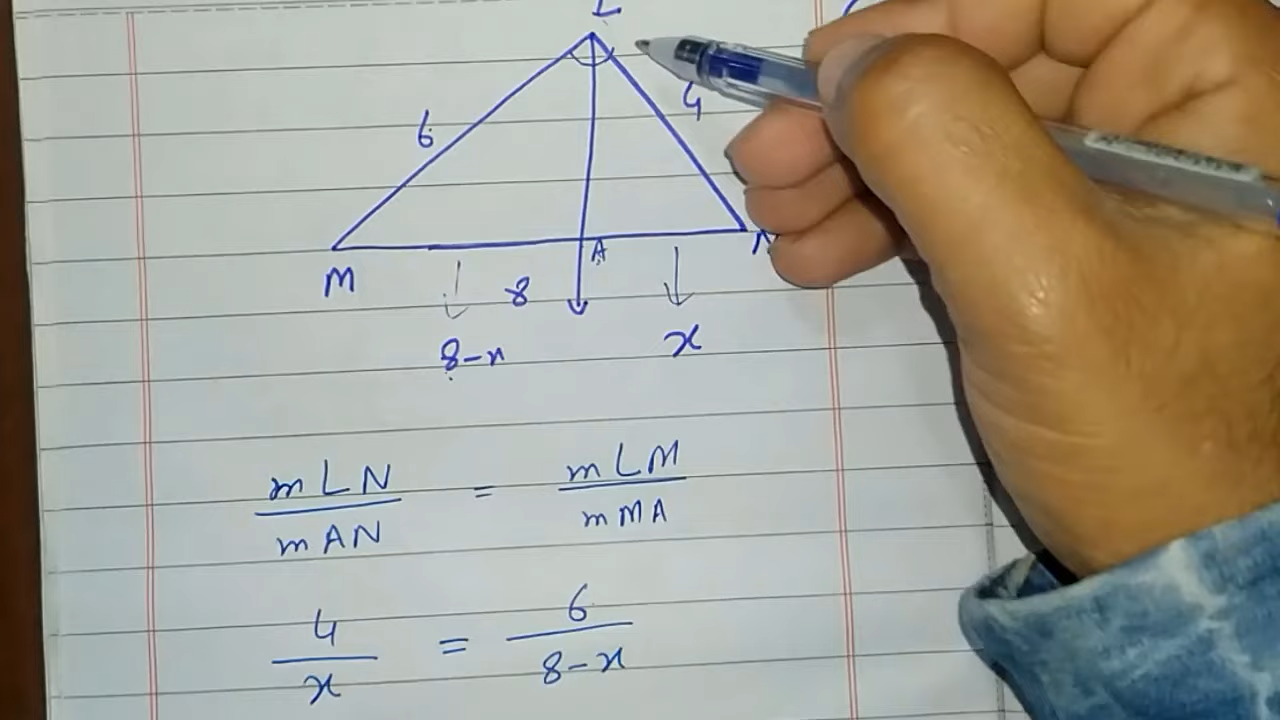 L
6
4
M
A
N
8
8-x
x
mLN / mAN = mLM / mMA
4 / x = 6 / 8-x